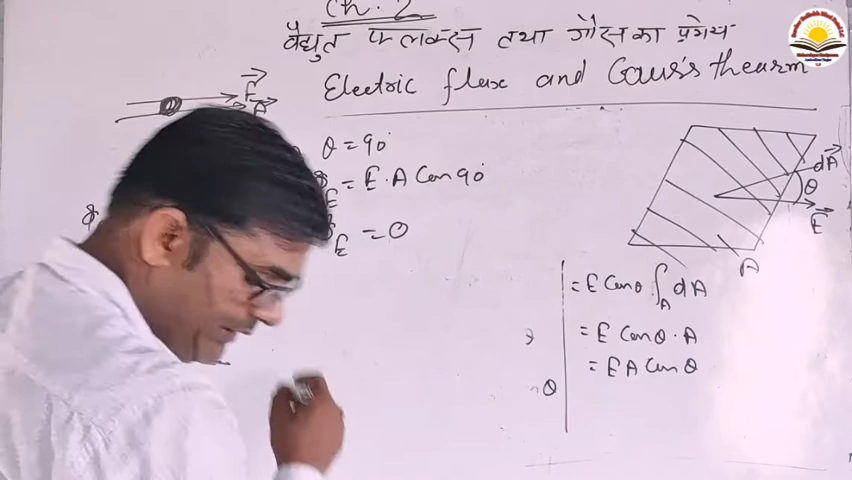 Ch. 2
वैद्युत फ्लक्स तथा गौस का प्रमेय
Electric flux and Gauss's thearm
E
A
θ = 90°
E = E · A Cos 90°
E = 0
dA
θ
E
A
= E Cosθ ∫A dA
= E Cosθ · A
= E A Cosθ
θ